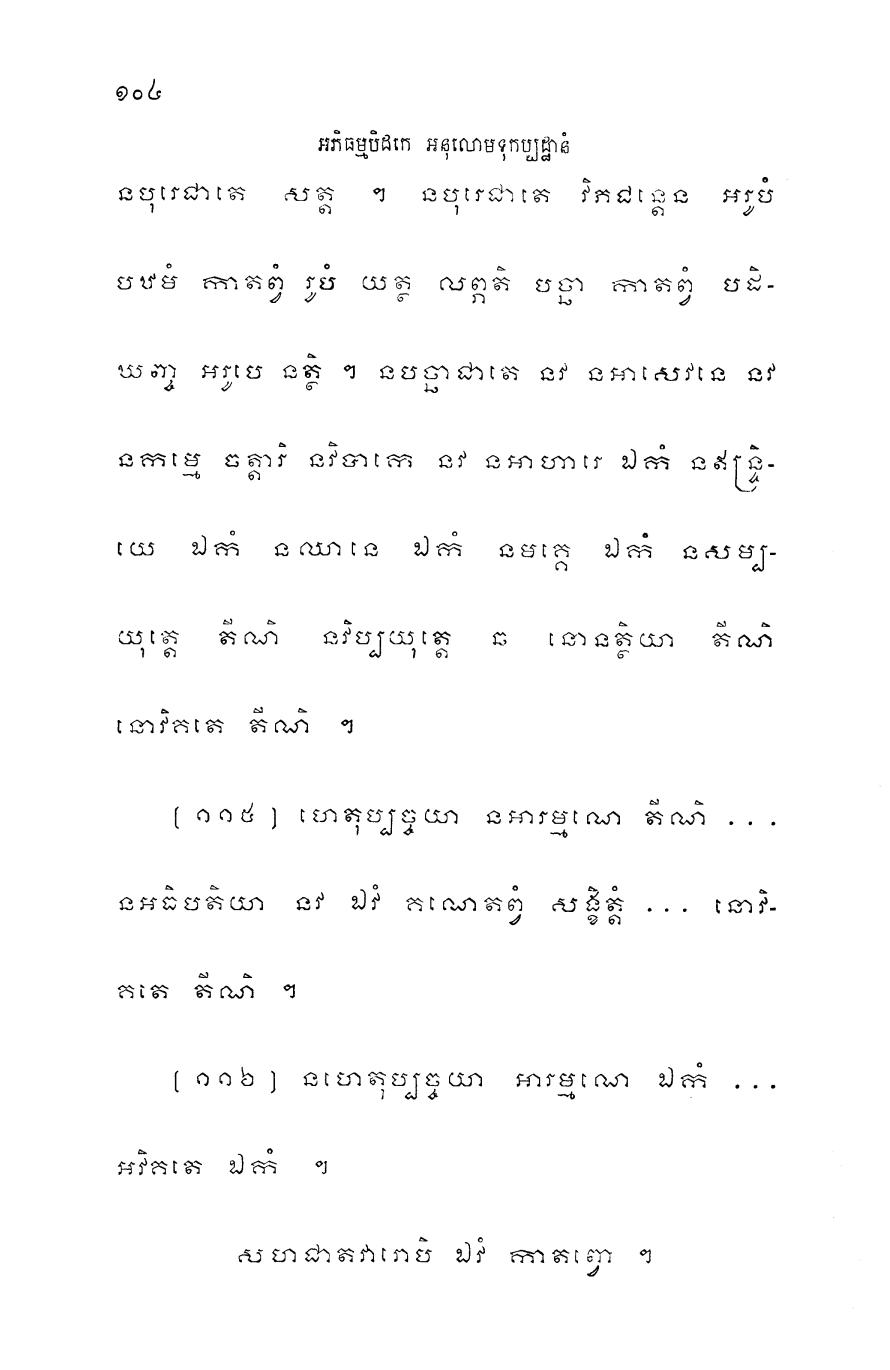 ១០៤
អភិធម្មបិដកេ អនុលោមទុកប្បដ្ឋានំ
នបុរេជាតេ សត្ត ។ នបុរេជាតេ វិភជន្តេន អរូបំ
បឋមំ កាតព្វំ រូបំ យត្ថ លព្ភតិ បច្ឆា កាតព្វំ បដិ-
ឃញ្ច អរូបេ នត្ថិ ។ នបច្ឆាជាតេ នវ នអាសេវនេ នវ
នកម្មេ ចត្តារិ នវិបាកេ នវ នអាហារេ ឯកំ នឥន្ទ្រិ-
យេ ឯកំ នឈានេ ឯកំ នមគ្គេ ឯកំ នសម្ប-
យុត្តេ តីណិ នវិប្បយុត្តេ ឆ នោនត្ថិយា តីណិ
នោវិគតេ តីណិ ។
[ ១១៥ ] ហេតុប្បច្ចយា នអារម្មណេ តីណិ ...
នអធិបតិយា នវ ឯវំ គណេតព្វំ សង្ខិត្តំ ... នោវិ-
គតេ តីណិ ។
[ ១១៦ ] នហេតុប្បច្ចយា អារម្មណេ ឯកំ ...
អវិគតេ ឯកំ ។
សហជាតវារោបិ ឯវំ កាតព្វោ ។